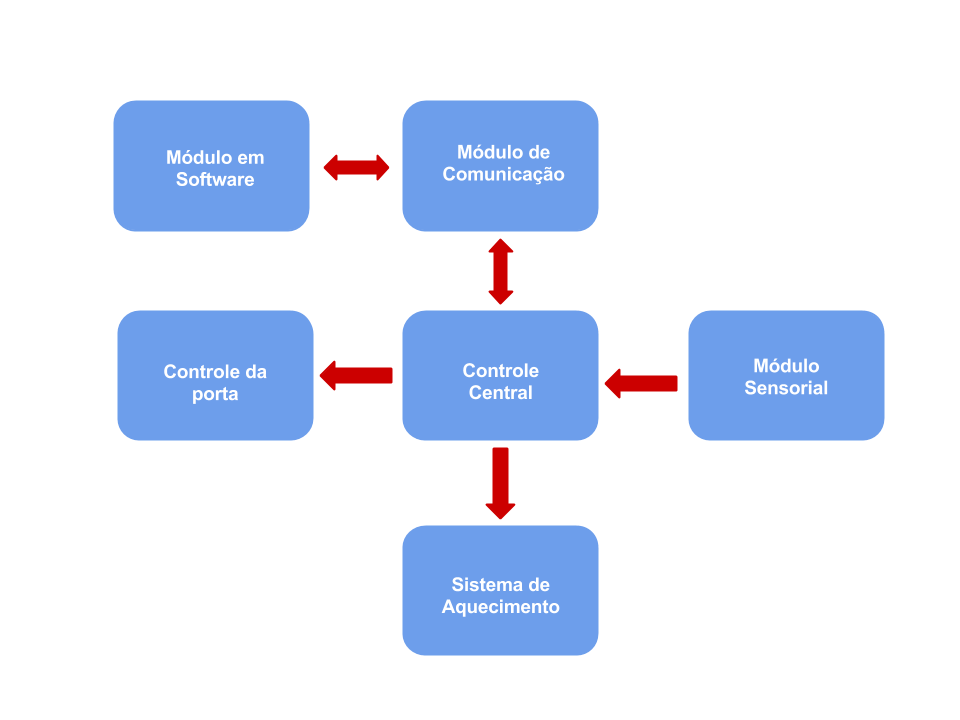 Módulo em
Software
Módulo de
Comunicação
Controle da
porta
Controle
Central
Módulo
Sensorial
Sistema de
Aquecimento